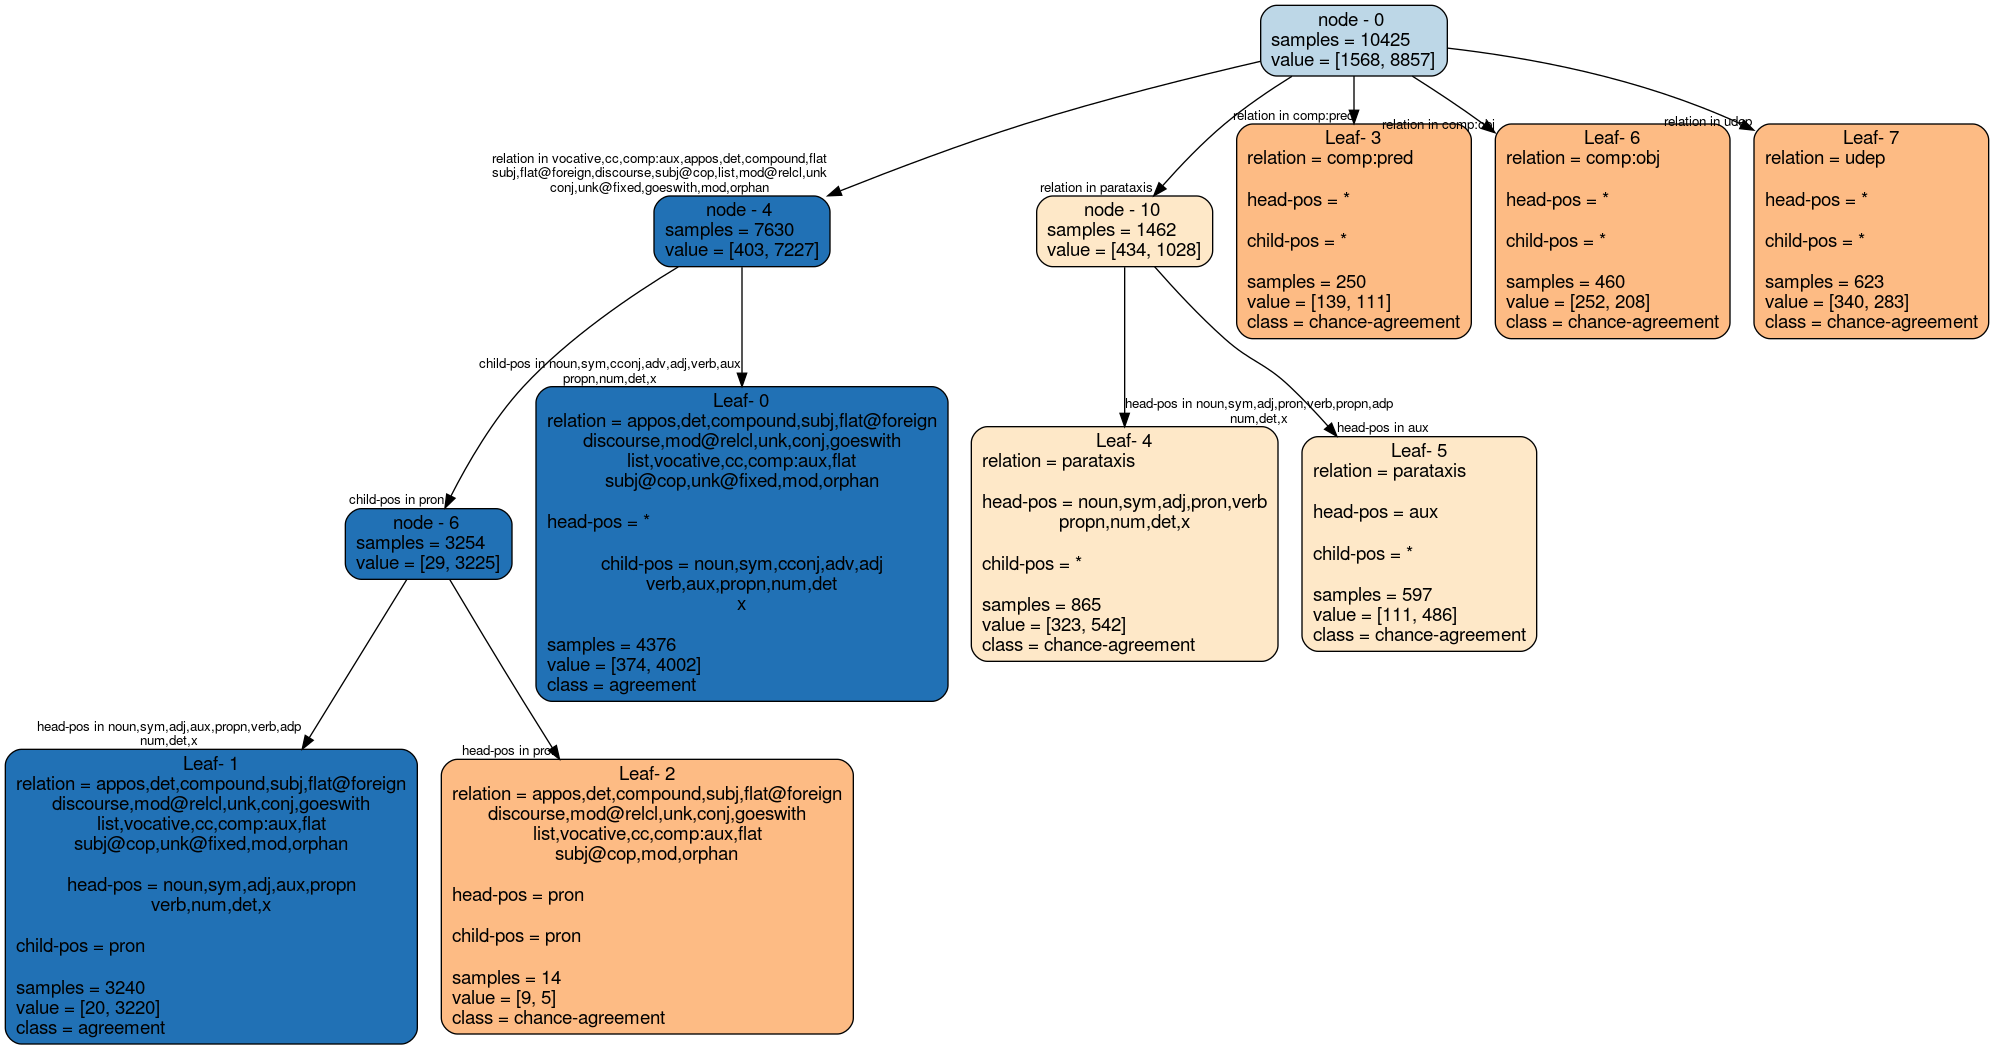 node - 0
samples = 10425
value = [1568, 8857]
relation in vocative,cc,comp:aux,appos,det,compound,flat
subj,flat@foreign,discourse,subj@cop,list,mod@relcl,unk
conj,unk@fixed,goeswith,mod,orphan
relation in parataxis
relation in comp:pred
relation in comp:obj
relation in udep
node - 4
samples = 7630
value = [403, 7227]
node - 10
samples = 1462
value = [434, 1028]
Leaf- 3
relation = comp:pred
head-pos = *
child-pos = *
samples = 250
value = [139, 111]
class = chance-agreement
Leaf- 6
relation = comp:obj
head-pos = *
child-pos = *
samples = 460
value = [252, 208]
class = chance-agreement
Leaf- 7
relation = udep
head-pos = *
child-pos = *
samples = 623
value = [340, 283]
class = chance-agreement
child-pos in noun,sym,cconj,adv,adj,verb,aux
propn,num,det,x
child-pos in pron
head-pos in noun,sym,adj,pron,verb,propn,adp
num,det,x
head-pos in aux
node - 6
samples = 3254
value = [29, 3225]
Leaf- 0
relation = appos,det,compound,subj,flat@foreign
discourse,mod@relcl,unk,conj,goeswith
list,vocative,cc,comp:aux,flat
subj@cop,unk@fixed,mod,orphan
head-pos = *
child-pos = noun,sym,cconj,adv,adj
verb,aux,propn,num,det
x
samples = 4376
value = [374, 4002]
class = agreement
Leaf- 4
relation = parataxis
head-pos = noun,sym,adj,pron,verb
propn,num,det,x
child-pos = *
samples = 865
value = [323, 542]
class = chance-agreement
Leaf- 5
relation = parataxis
head-pos = aux
child-pos = *
samples = 597
value = [111, 486]
class = chance-agreement
head-pos in noun,sym,adj,aux,propn,verb,adp
num,det,x
head-pos in pron
Leaf- 1
relation = appos,det,compound,subj,flat@foreign
discourse,mod@relcl,unk,conj,goeswith
list,vocative,cc,comp:aux,flat
subj@cop,unk@fixed,mod,orphan
head-pos = noun,sym,adj,aux,propn
verb,num,det,x
child-pos = pron
samples = 3240
value = [20, 3220]
class = agreement
Leaf- 2
relation = appos,det,compound,subj,flat@foreign
discourse,mod@relcl,unk,conj,goeswith
list,vocative,cc,comp:aux,flat
subj@cop,mod,orphan
head-pos = pron
child-pos = pron
samples = 14
value = [9, 5]
class = chance-agreement